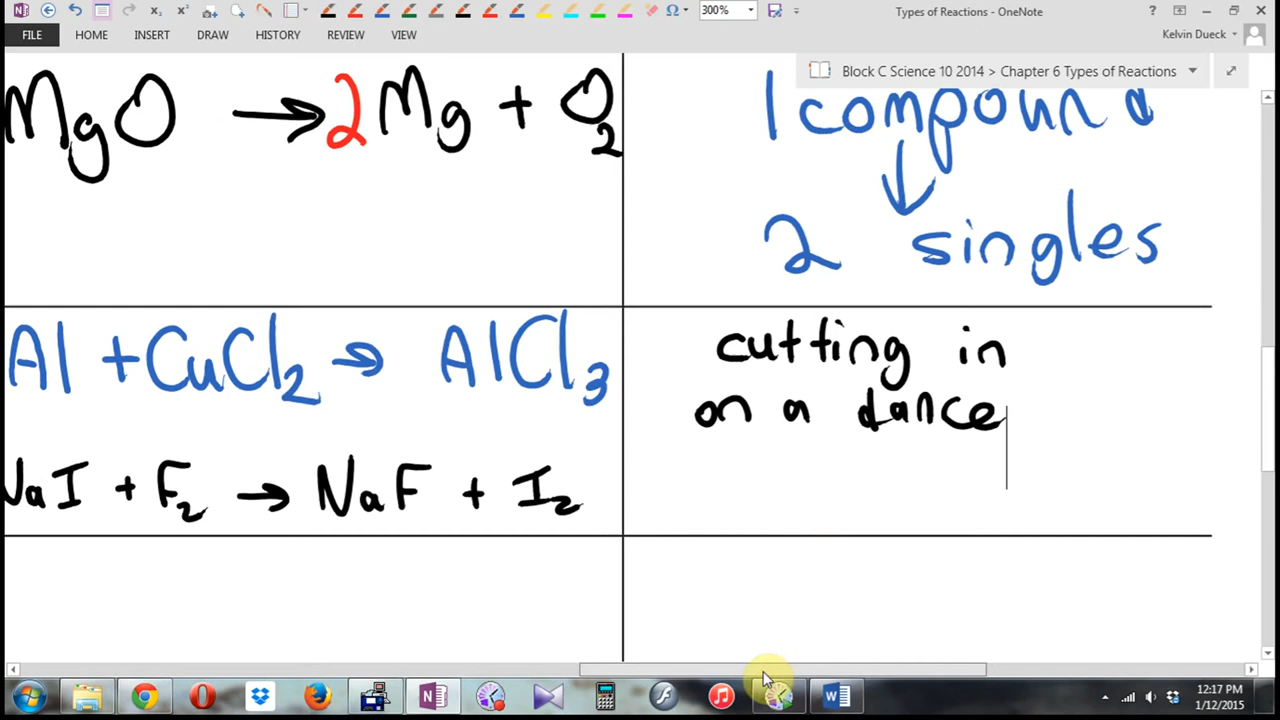 300%
Types of Reactions - OneNote
FILE HOME INSERT DRAW HISTORY REVIEW VIEW
Kelvin Dueck
Block C Science 10 2014 > Chapter 6 Types of Reactions
MgO → 2 Mg + O2
1 compound
↓
2 singles
Al + CuCl2 → AlCl3
cutting in
on a dance
NaI + F2 → NaF + I2
12:17 PM
1/12/2015